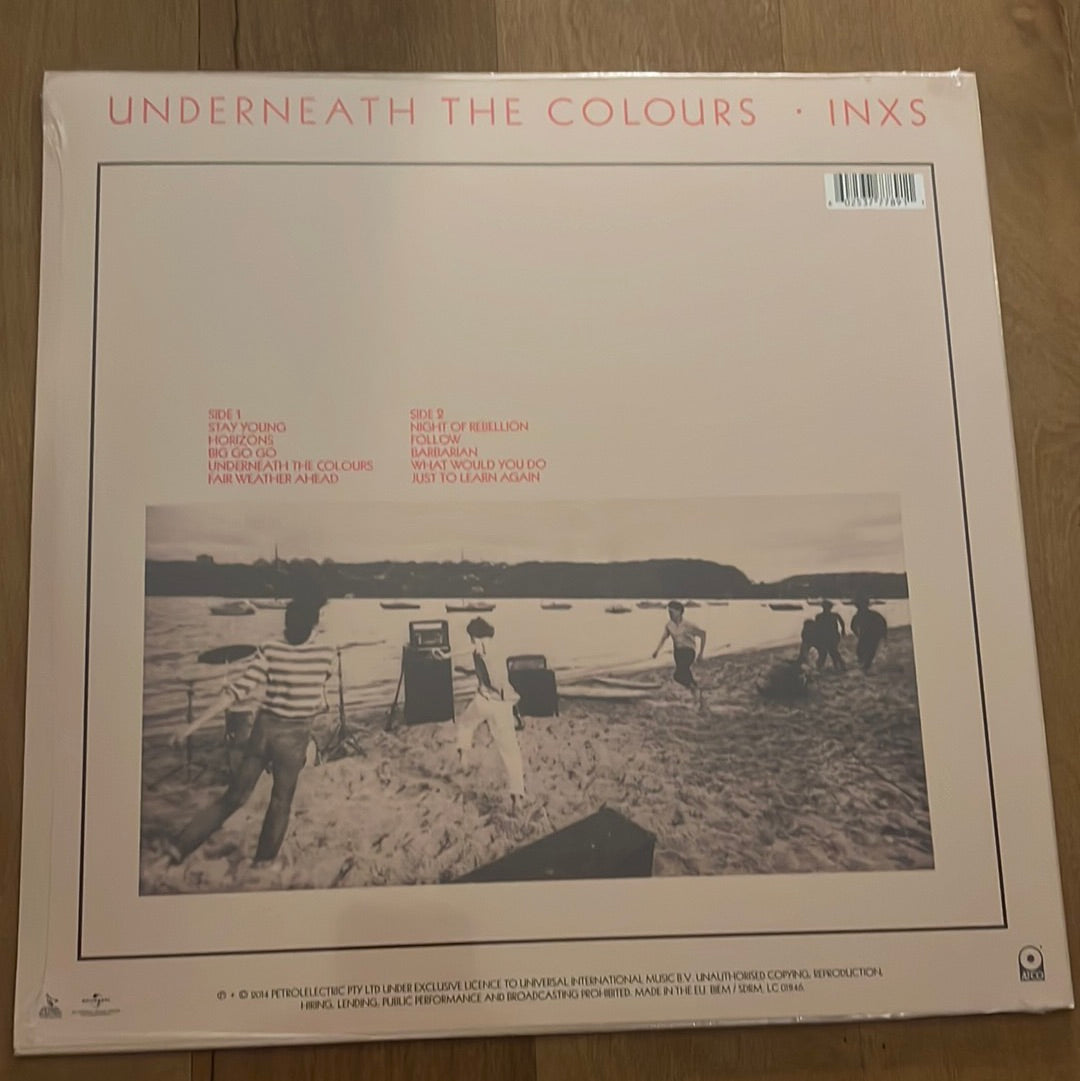 UNDERNEATH THE COLOURS · INXS
SIDE 1
STAY YOUNG
HORIZONS
BIG GO GO
UNDERNEATH THE COLOURS
FAIR WEATHER AHEAD
SIDE 2
NIGHT OF REBELLION
FOLLOW
BARBARIAN
WHAT WOULD YOU DO
JUST TO LEARN AGAIN
℗ + © 2014 PETROLELECTRIC PTY LTD UNDER EXCLUSIVE LICENCE TO UNIVERSAL INTERNATIONAL MUSIC B.V. UNAUTHORISED COPYING, REPRODUCTION,
HIRING, LENDING, PUBLIC PERFORMANCE AND BROADCASTING PROHIBITED. MADE IN THE EU. BIEM / SDRM, LC 01846.
ATCO